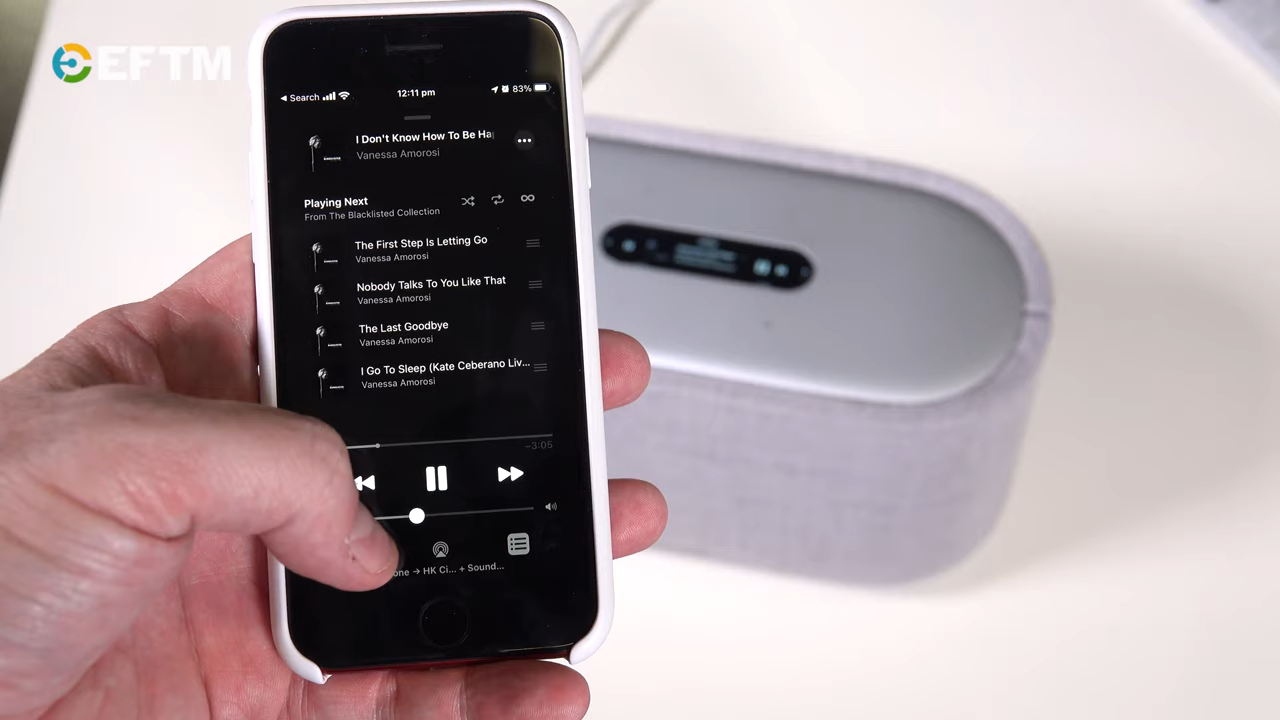 EFTM
Search
12:11 pm
83%
I Don't Know How To Be Ha
Vanessa Amorosi
Playing Next
From The Blacklisted Collection
The First Step Is Letting Go
Vanessa Amorosi
Nobody Talks To You Like That
Vanessa Amorosi
The Last Goodbye
Vanessa Amorosi
I Go To Sleep (Kate Ceberano Liv...
Vanessa Amorosi
-3:05
one → HK Ci... + Sound...